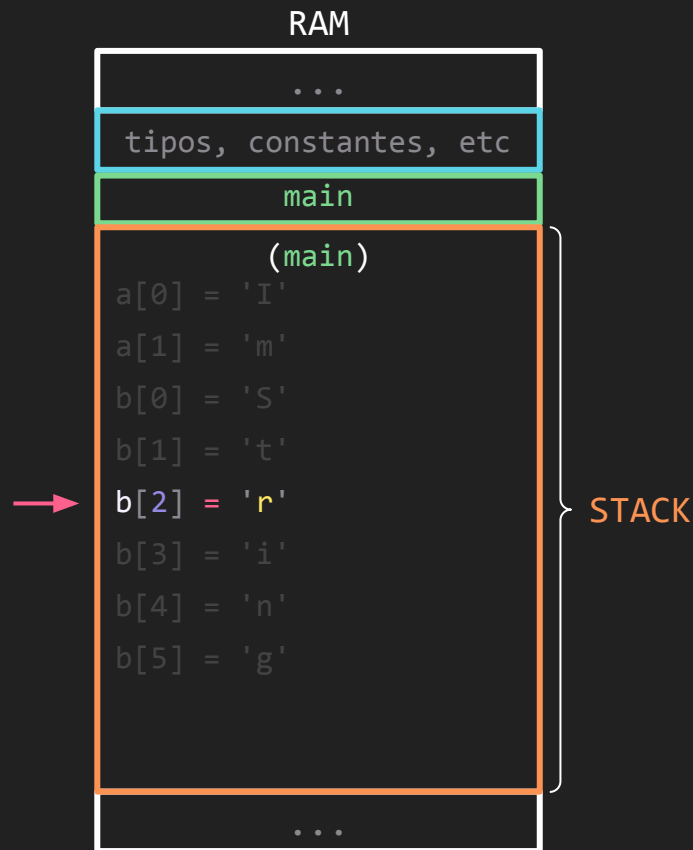 RAM
...
tipos, constantes, etc
main
(main)
a[0] = 'I'
a[1] = 'm'
b[0] = 'S'
b[1] = 't'
b[2] = 'r'
b[3] = 'i'
b[4] = 'n'
b[5] = 'g'
STACK
...